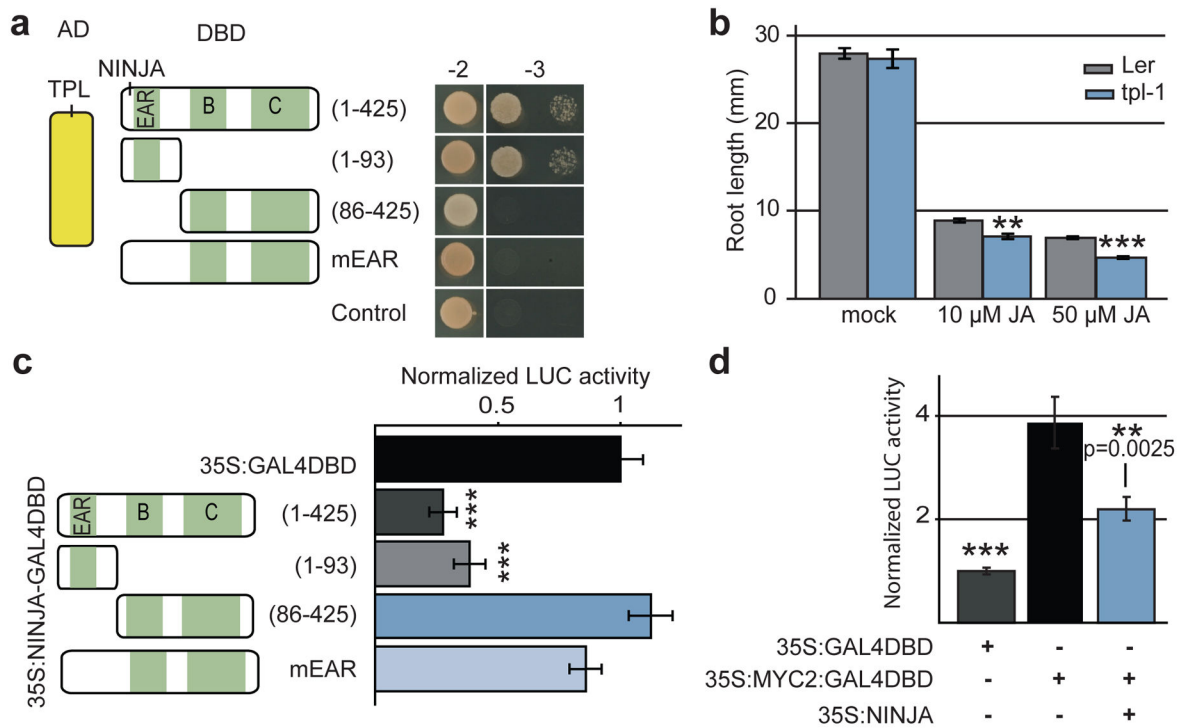 a
AD
DBD
NINJA
TPL
EAR
B
C
(1-425)
(1-93)
(86-425)
mEAR
Control
-2
-3
b
Root length (mm)
30
20
10
0
Ler
tpl-1
**
***
mock
10 µM JA
50 µM JA
c
Normalized LUC activity
0.5
1
35S:NINJA-GAL4DBD
35S:GAL4DBD
EAR
B
C
(1-425)
***
(1-93)
***
(86-425)
mEAR
d
Normalized LUC activity
4
2
***
**
p=0.0025
35S:GAL4DBD + - -
35S:MYC2:GAL4DBD - + +
35S:NINJA - - +